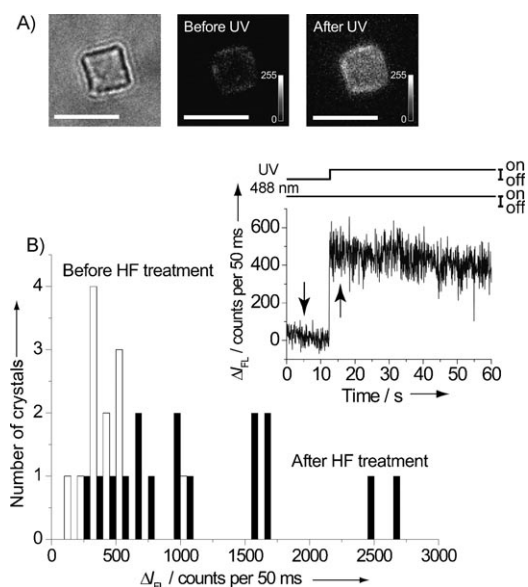 A)
Before UV
After UV
255
0
255
0
UV
on
off
488 nm
on
off
B)
Before HF treatment
After HF treatment
Number of crystals
4
3
2
1
0
0
500
1000
1500
2000
2500
3000
ΔI_FL / counts per 50 ms
ΔI_FL / counts per 50 ms
600
400
200
0
0
10
20
30
40
50
60
Time / s